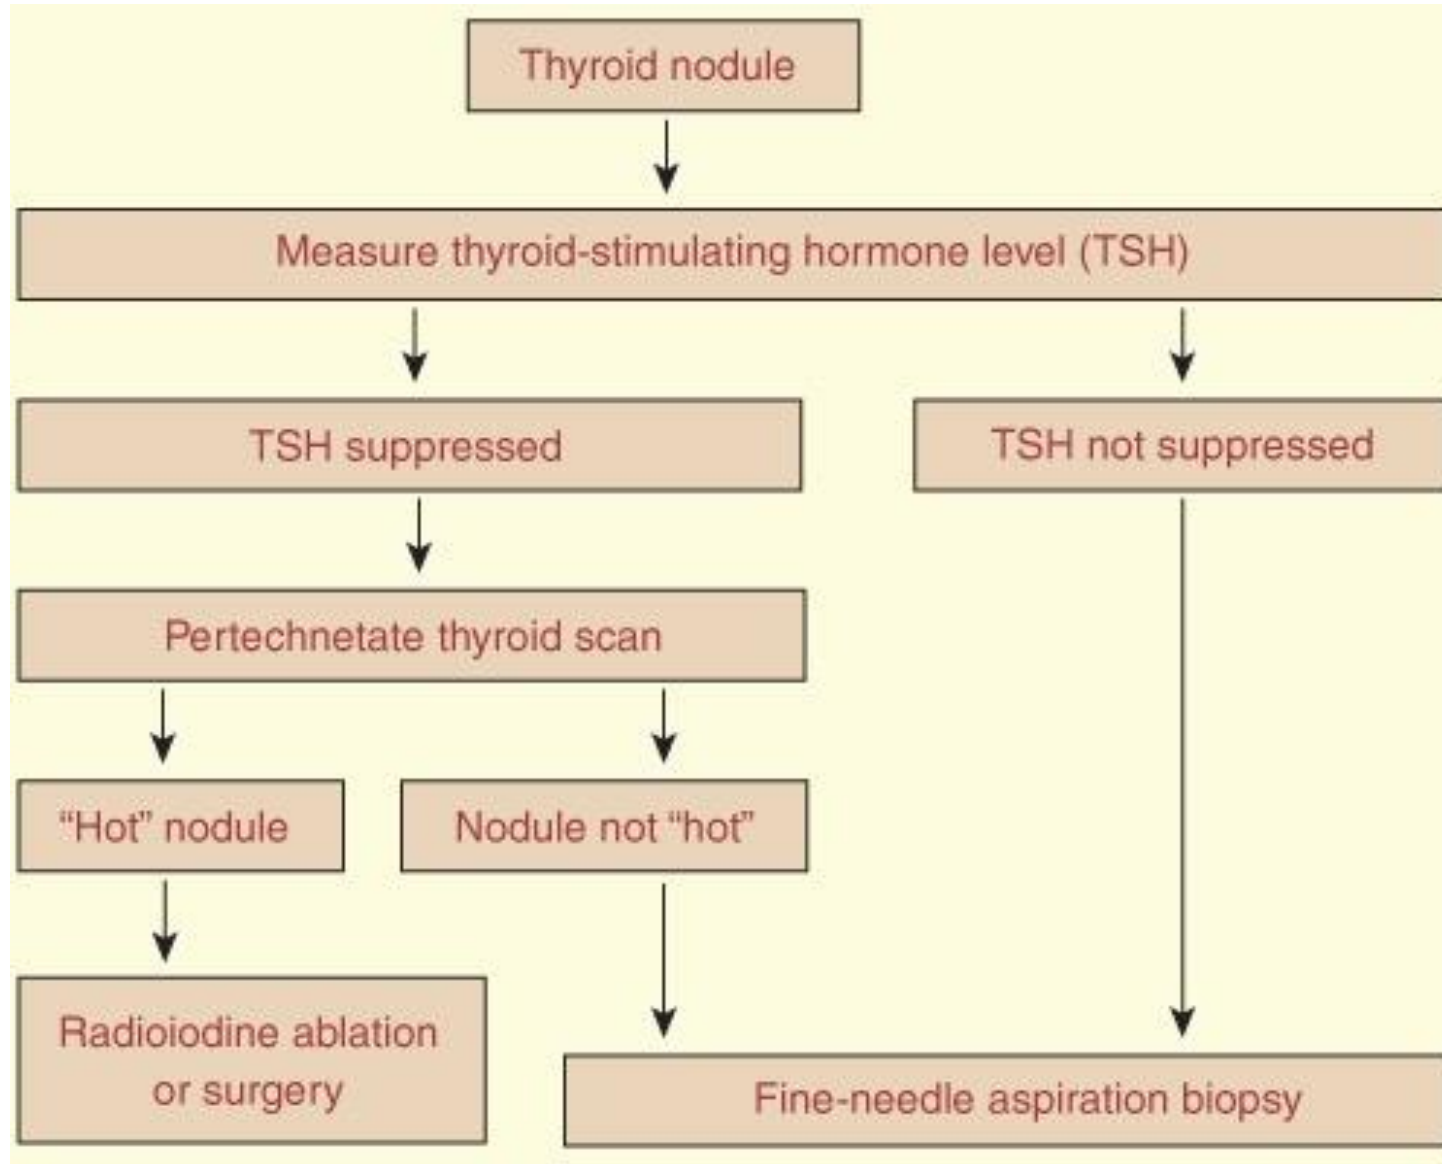 Thyroid nodule
Measure thyroid-stimulating hormone level (TSH)
TSH suppressed
TSH not suppressed
Pertechnetate thyroid scan
“Hot” nodule
Nodule not “hot”
Radioiodine ablation
or surgery
Fine-needle aspiration biopsy